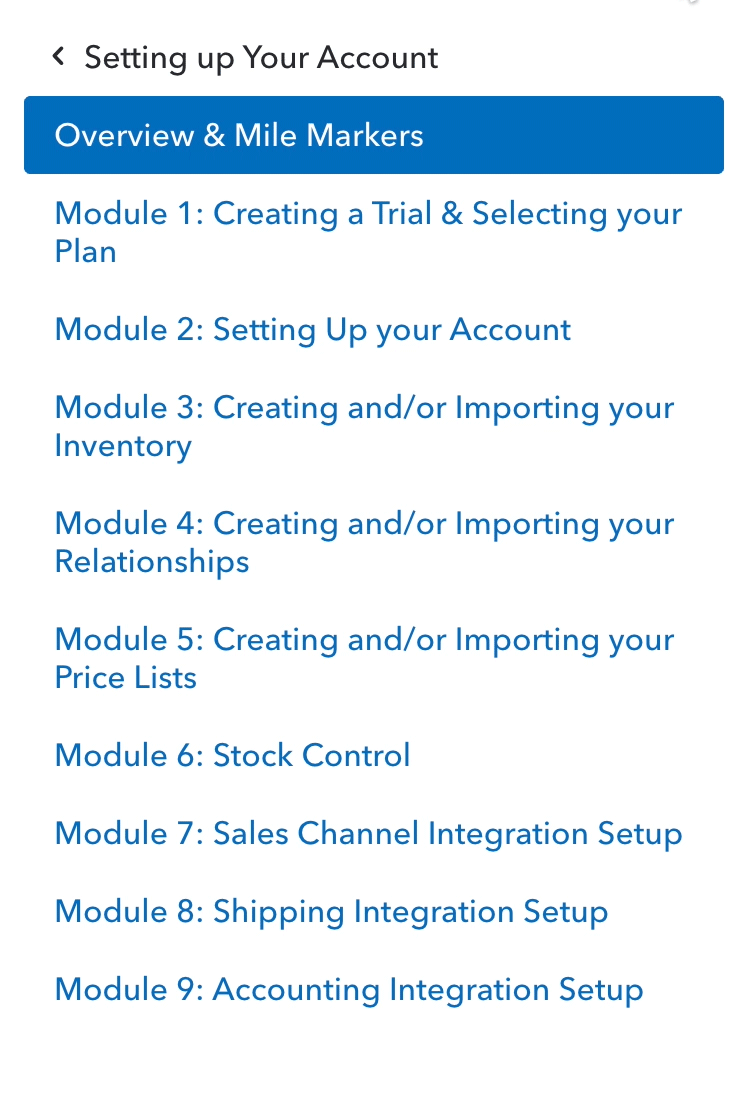 Setting up Your Account
Overview & Mile Markers
Module 1: Creating a Trial & Selecting your
Plan
Module 2: Setting Up your Account
Module 3: Creating and/or Importing your
Inventory
Module 4: Creating and/or Importing your
Relationships
Module 5: Creating and/or Importing your
Price Lists
Module 6: Stock Control
Module 7: Sales Channel Integration Setup
Module 8: Shipping Integration Setup
Module 9: Accounting Integration Setup